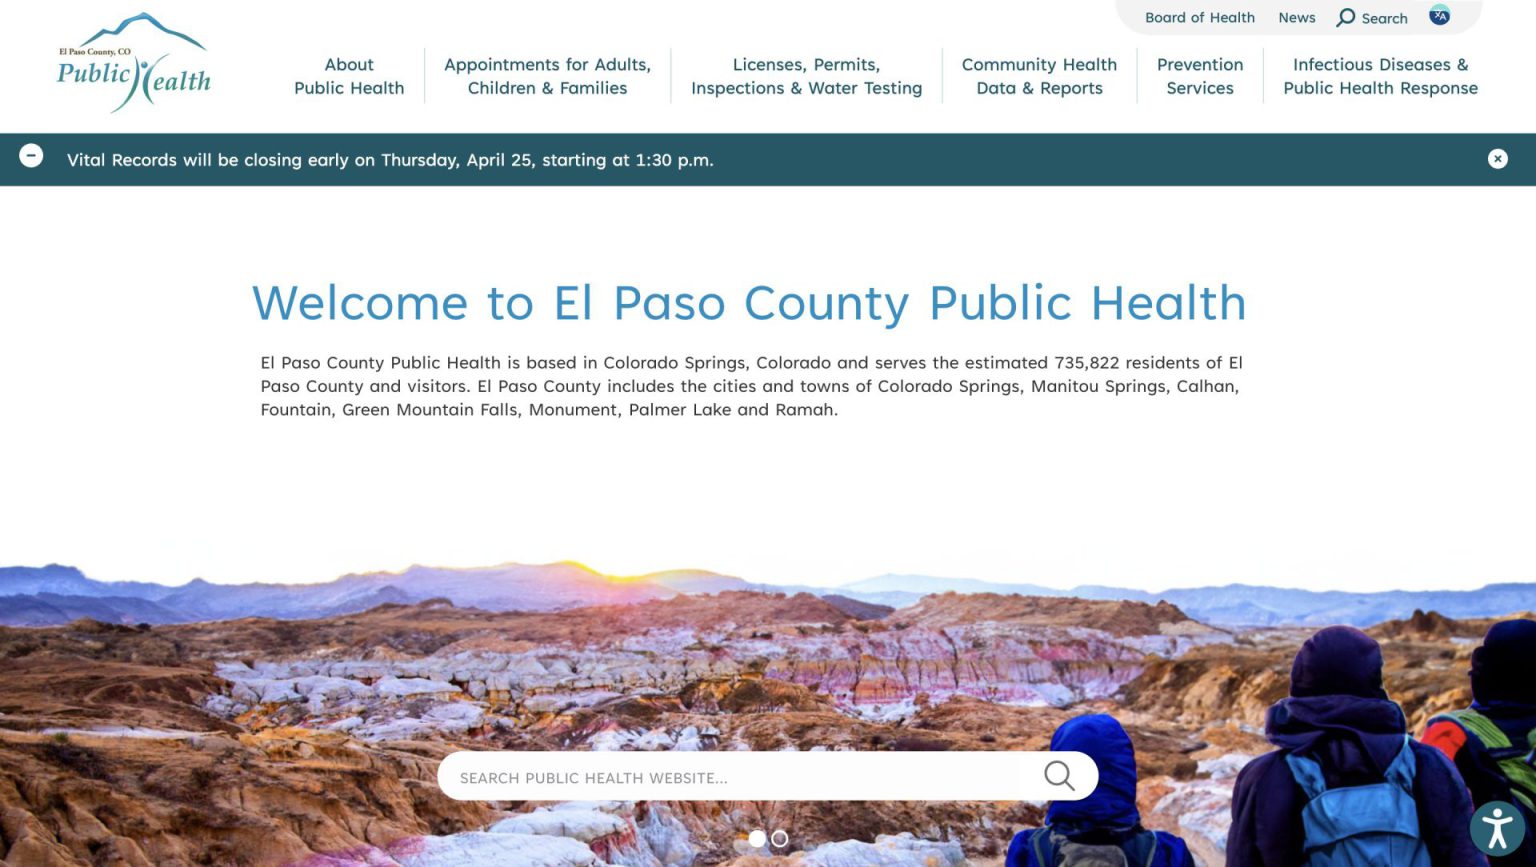 Board of Health
News
Search
XA
El Paso County, CO
Public Health
About
Public Health
Appointments for Adults,
Children & Families
Licenses, Permits,
Inspections & Water Testing
Community Health
Data & Reports
Prevention
Services
Infectious Diseases &
Public Health Response
Vital Records will be closing early on Thursday, April 25, starting at 1:30 p.m.
Welcome to El Paso County Public Health
El Paso County Public Health is based in Colorado Springs, Colorado and serves the estimated 735,822 residents of El
Paso County and visitors. El Paso County includes the cities and towns of Colorado Springs, Manitou Springs, Calhan,
Fountain, Green Mountain Falls, Monument, Palmer Lake and Ramah.
SEARCH PUBLIC HEALTH WEBSITE...